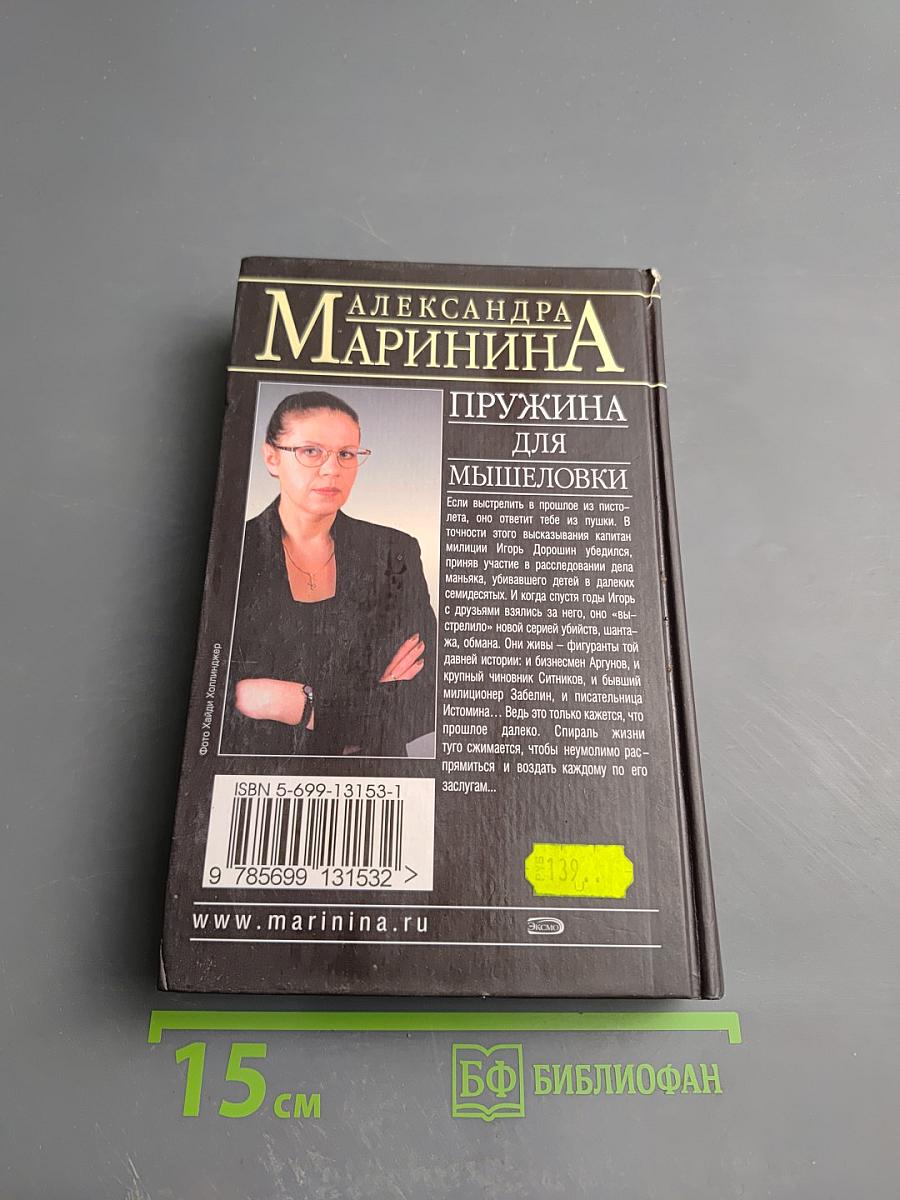 АЛЕКСАНДРА
МАРИНИНА
ПРУЖИНА
ДЛЯ
МЫШЕЛОВКИ
Если выстрелить в прошлое из писто-
лета, оно ответит тебе из пушки. В
точности этого высказывания капитан
милиции Игорь Дорошин убедился,
приняв участие в расследовании дела
маньяка, убивавшего детей в далеких
семидесятых. И когда спустя годы Игорь
с друзьями взялись за него, оно «вы-
стрелило» новой серией убийств, шанта-
жа, обмана. Они живы – фигуранты той
давней истории: и бизнесмен Аргунов, и
крупный чиновник Ситников, и бывший
милиционер Забелин, и писательница
Истомина... Ведь это только кажется, что
прошлое далеко. Спираль жизни
туго сжимается, чтобы неумолимо рас-
прямиться и воздать каждому по его
заслугам...
Фото Хайди Холлинджер
ISBN 5-699-13153-1
9 785699 131532 >
РУБ 139
www.marinina.ru
ЭКСМО
15 см
БФ БИБЛИОФАН